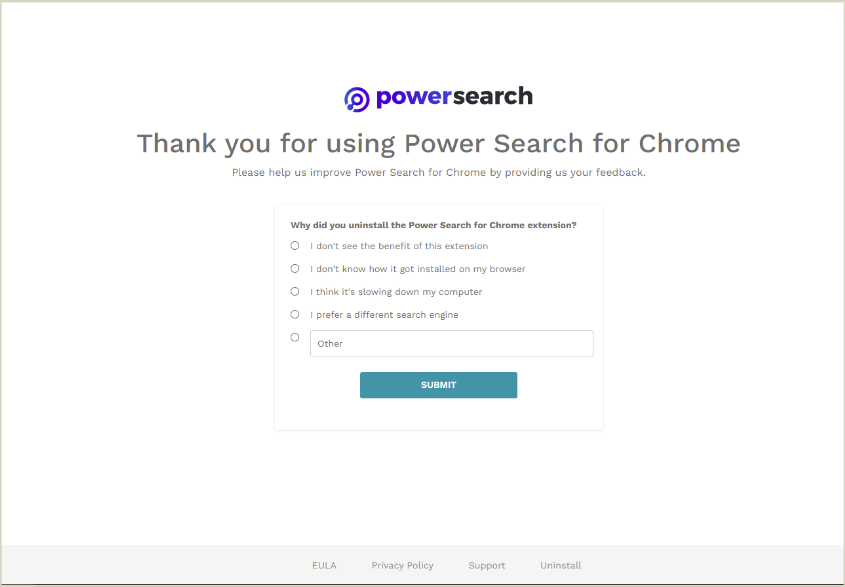 powersearch
Thank you for using Power Search for Chrome
Please help us improve Power Search for Chrome by providing us your feedback.
Why did you uninstall the Power Search for Chrome extension?
I don't see the benefit of this extension
I don't know how it got installed on my browser
I think it's slowing down my computer
I prefer a different search engine
Other
SUBMIT
EULA Privacy Policy Support Uninstall